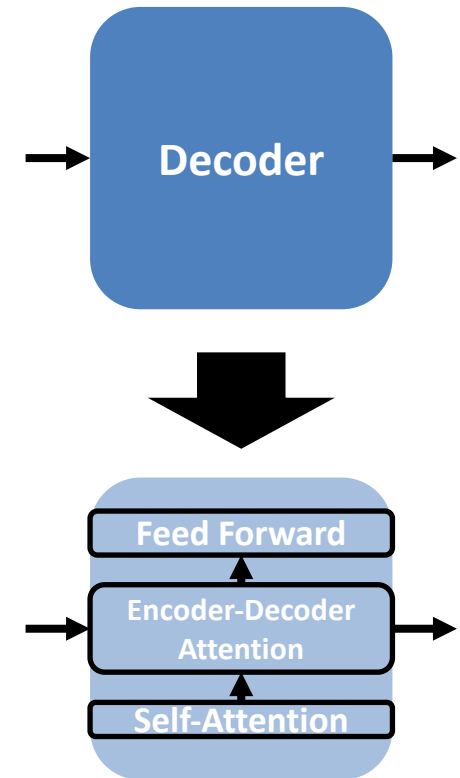 Decoder
Feed Forward
Encoder-Decoder
Attention
Self-Attention